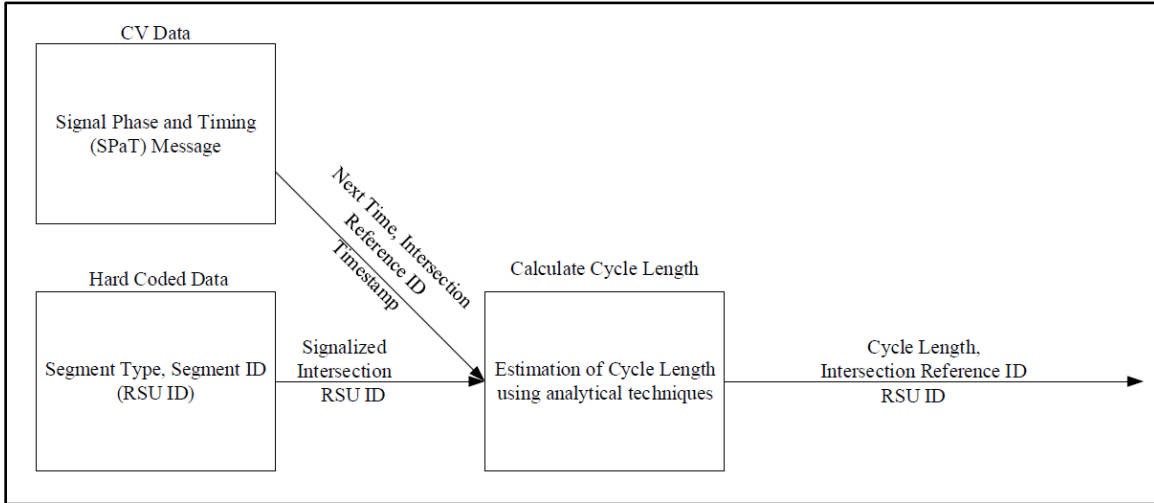 CV Data
Signal Phase and Timing
(SPaT) Message
Next Time, Intersection
Reference ID
Timestamp
Hard Coded Data
Segment Type, Segment ID
(RSU ID)
Signalized
Intersection
RSU ID
Calculate Cycle Length
Estimation of Cycle Length
using analytical techniques
Cycle Length,
Intersection Reference ID
RSU ID